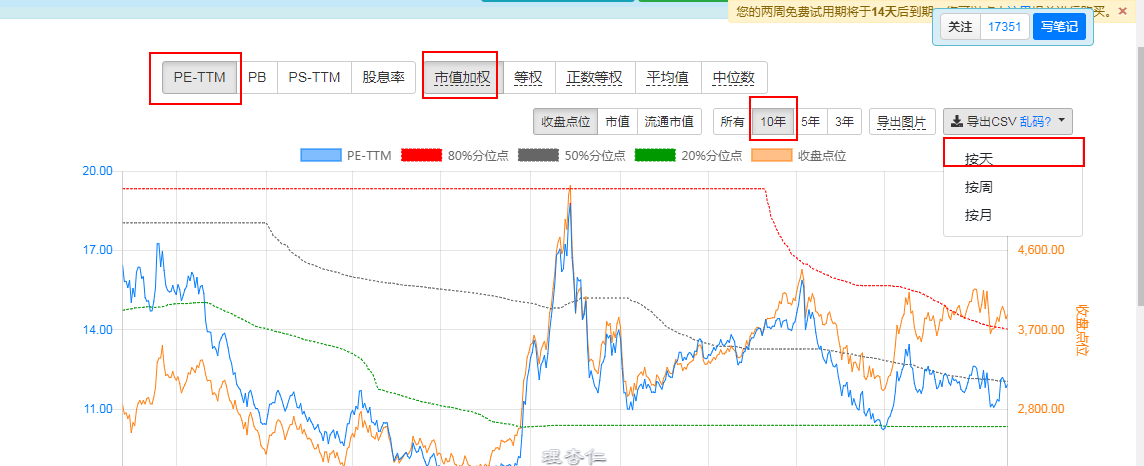 您的两周免费试用期将于14天后到期
购买。 ×
关注 17351 写笔记
PE-TTM PB PS-TTM 股息率 市值加权 等权 正数等权 平均值 中位数
收盘点位 市值 流通市值 所有 10年 5年 3年 导出图片 导出CSV 乱码?
PE-TTM 80%分位点 50%分位点 20%分位点 收盘点位
按天
按周
按月
20.00
17.00
14.00
11.00
4,600.00
3,700.00
2,800.00
收盘点位
理杏仁